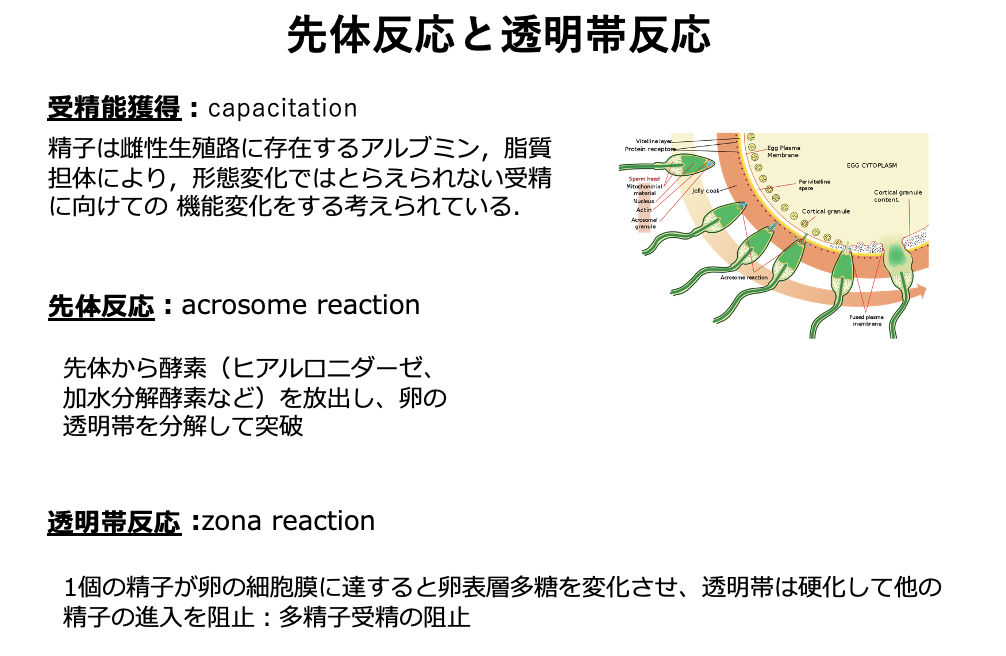 先体反応と透明帯反応
受精能獲得：capacitation
精子は雌性生殖路に存在するアルブミン，脂質
担体により，形態変化ではとらえられない受精
に向けての 機能変化をする考えられている.
Vitelline layer
Protein receptors
Egg Plasma
Membrane
EGG CYTOPLASM
Sperm head
Mitochondrial
material
Nucleus
Actin
Acrosomal
granule
Jelly coat
Perivitelline
space
Cortical granule
Cortical granule
content.
Acrosome reaction
Fused plasma
membrane
先体反応：acrosome reaction
先体から酵素（ヒアルロニダーゼ、
加水分解酵素など）を放出し、卵の
透明帯を分解して突破
透明帯反応 :zona reaction
1個の精子が卵の細胞膜に達すると卵表層多糖を変化させ、透明帯は硬化して他の
精子の進入を阻止：多精子受精の阻止